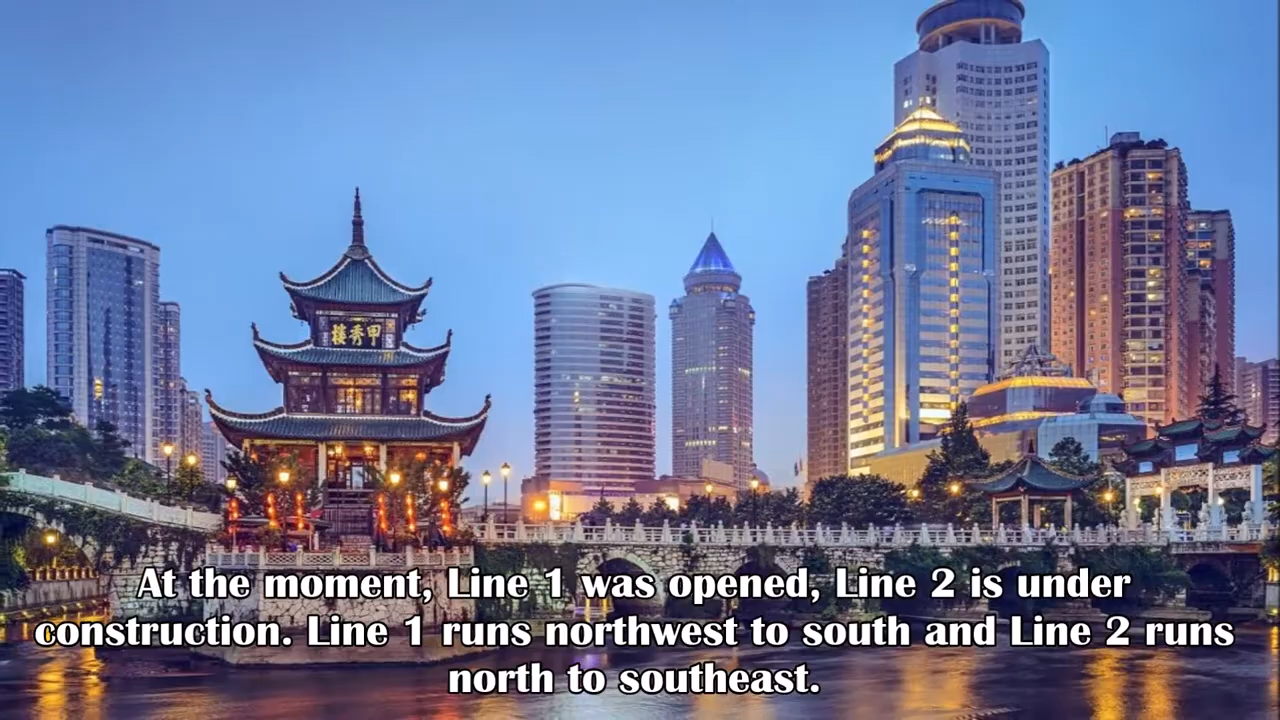 樓秀甲
At the moment, Line 1 was opened, Line 2 is under
construction. Line 1 runs northwest to south and Line 2 runs
north to southeast.